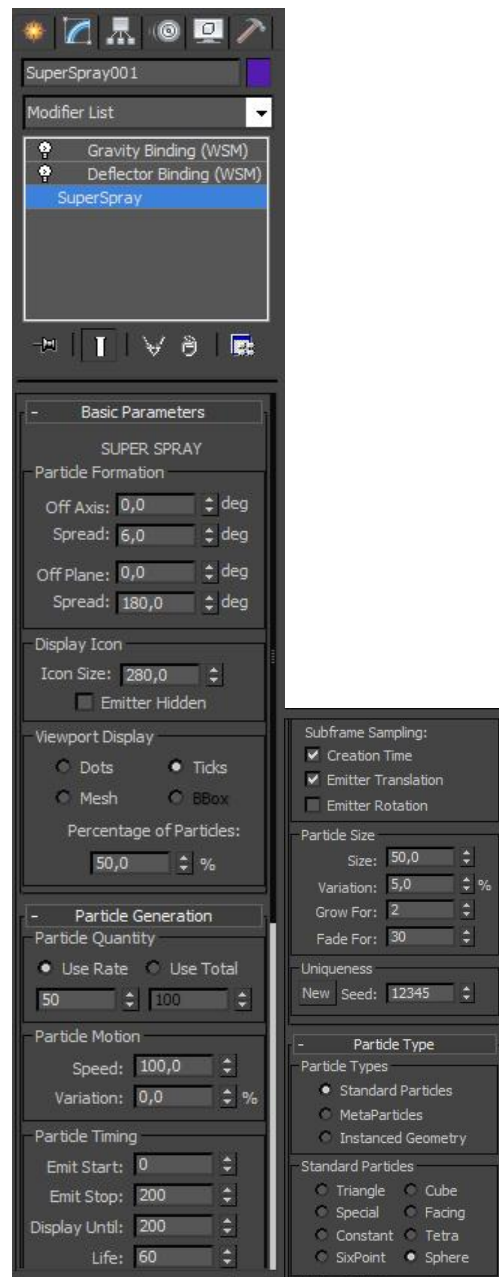 SuperSpray001
Modifier List
Gravity Binding (WSM)
Deflector Binding (WSM)
SuperSpray
- Basic Parameters
SUPER SPRAY
Particle Formation
Off Axis: 0,0 deg
Spread: 6,0 deg
Off Plane: 0,0 deg
Spread: 180,0 deg
Display Icon
Icon Size: 280,0
Emitter Hidden
Viewport Display
Dots Ticks
Mesh BBox
Percentage of Particles:
50,0 %
- Particle Generation
Particle Quantity
Use Rate Use Total
50 100
Particle Motion
Speed: 100,0
Variation: 0,0 %
Particle Timing
Emit Start: 0
Emit Stop: 200
Display Until: 200
Life: 60
Subframe Sampling:
Creation Time
Emitter Translation
Emitter Rotation
Particle Size
Size: 50,0
Variation: 5,0 %
Grow For: 2
Fade For: 30
Uniqueness
New Seed: 12345
- Particle Type
Particle Types
Standard Particles
MetaParticles
Instanced Geometry
Standard Particles
Triangle Cube
Special Facing
Constant Tetra
SixPoint Sphere